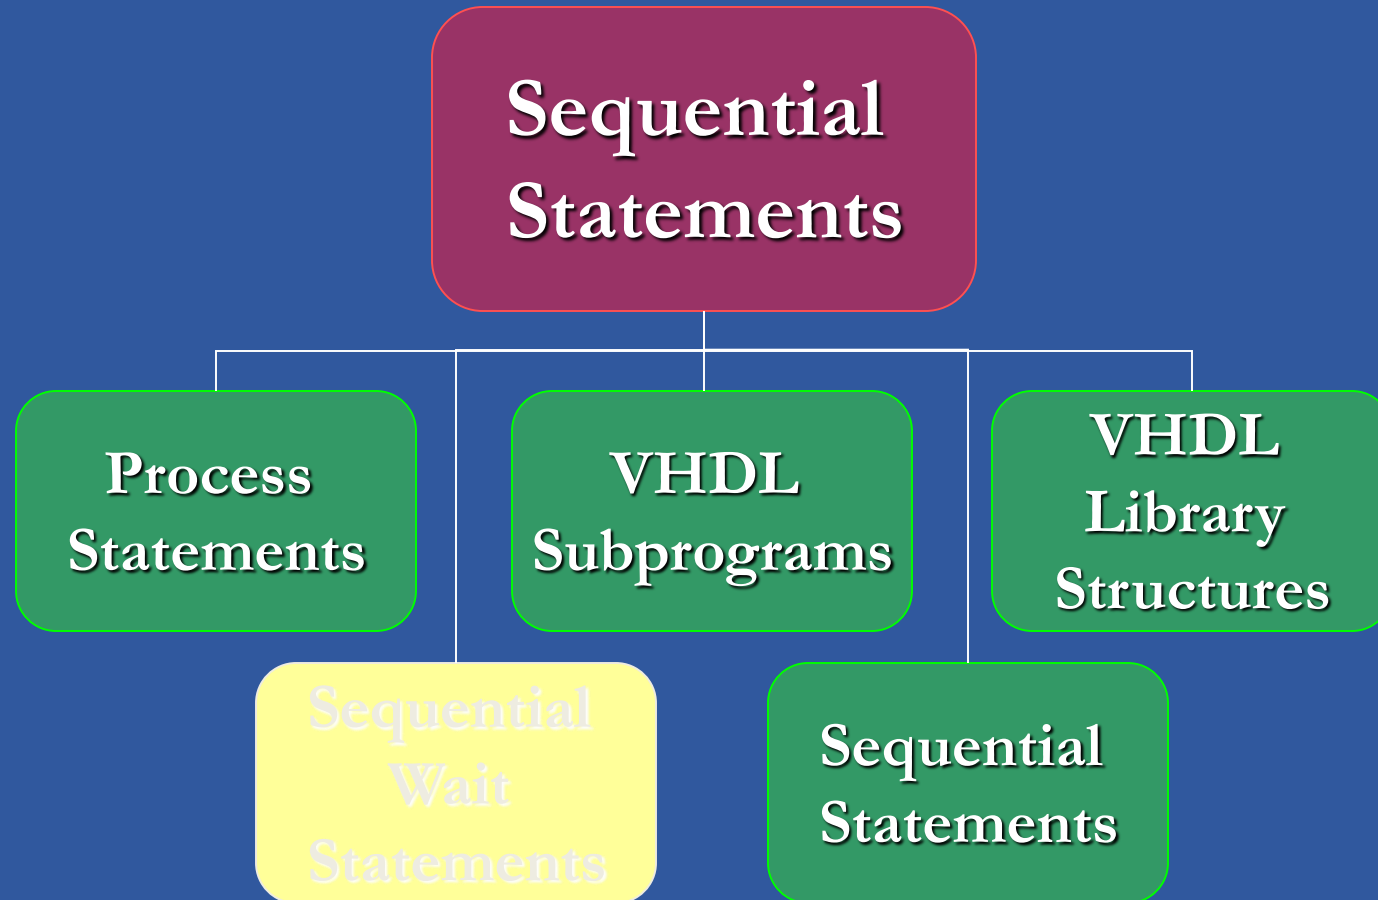 Sequential
Statements
Process
Statements
VHDL
Subprograms
VHDL
Library
Structures
Sequential
Wait
Statements
Sequential
Statements